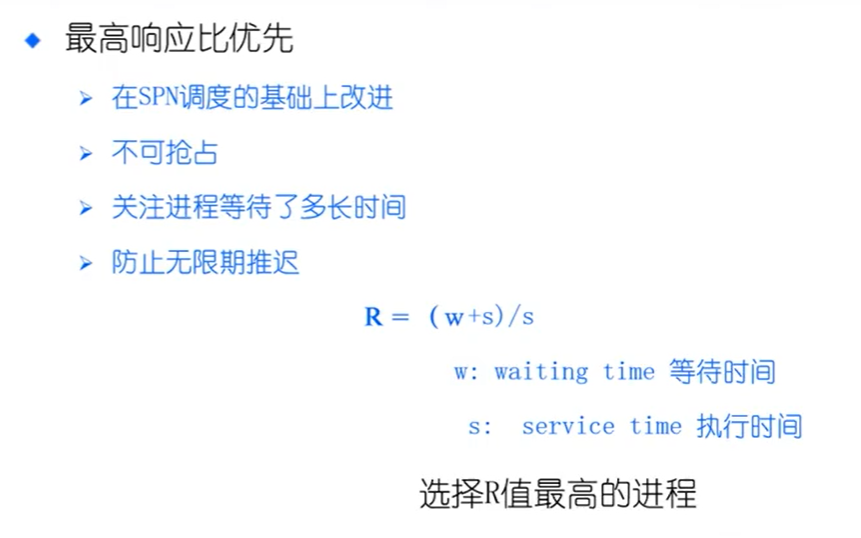 最高响应比优先
在SPN调度的基础上改进
不可抢占
关注进程等待了多长时间
防止无限期推迟
R = (w+s)/s
w: waiting time 等待时间
s: service time 执行时间
选择R值最高的进程